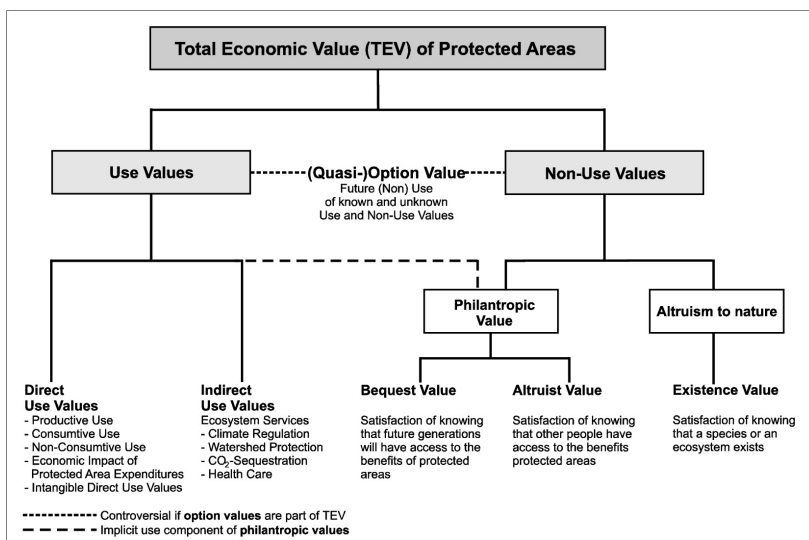 Total Economic Value (TEV) of Protected Areas
Use Values
(Quasi-)Option Value
Future (Non) Use
of known and unknown
Use and Non-Use Values
Non-Use Values
Philantropic
Value
Altruism to nature
Direct
Use Values
- Productive Use
- Consumtive Use
- Non-Consumtive Use
- Economic Impact of
Protected Area Expenditures
- Intangible Direct Use Values
Indirect
Use Values
Ecosystem Services
- Climate Regulation
- Watershed Protection
- CO2-Sequestration
- Health Care
Bequest Value
Satisfaction of knowing
that future generations
will have access to the
benefits of protected
areas
Altruist Value
Satisfaction of knowing
that other people have
access to the benefits
protected areas
Existence Value
Satisfaction of knowing
that a species or an
ecosystem exists
Controversial if option values are part of TEV
Implicit use component of philantropic values